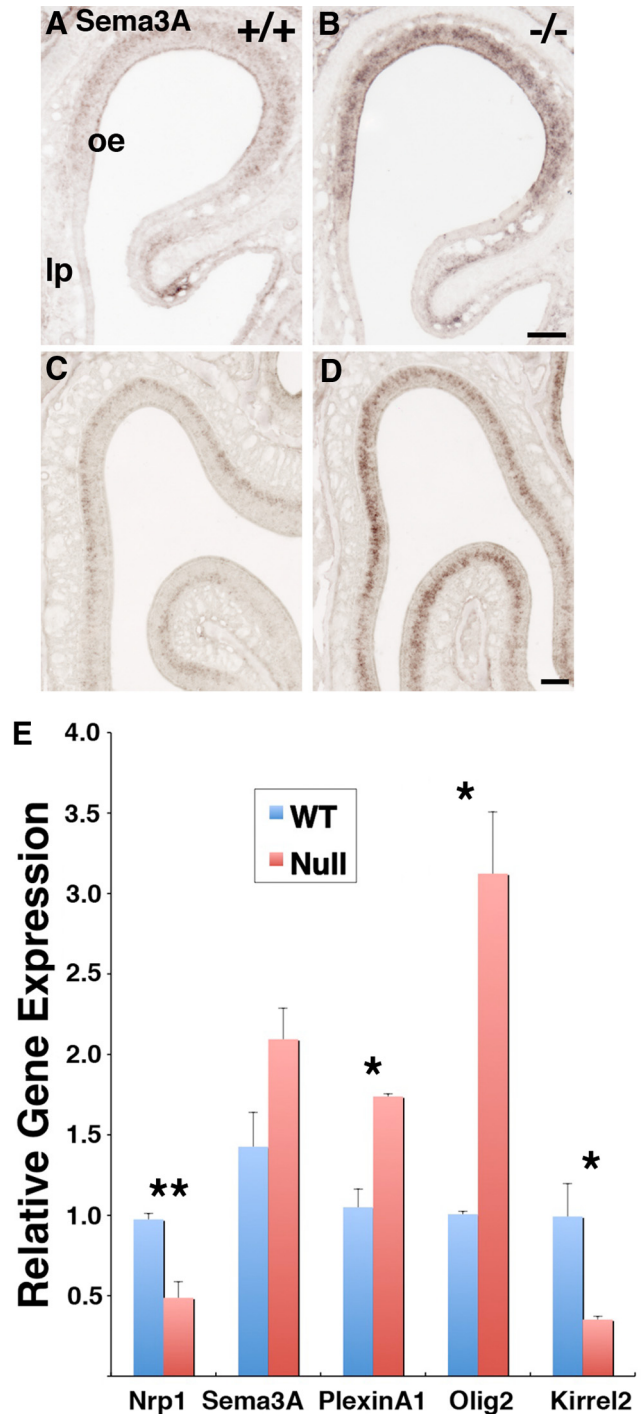 A Sema3A +/+
B -/-
oe
lp
C
D
E
Relative Gene Expression
4.0
3.5
3.0
2.5
2.0
1.5
1.0
0.5
WT
Null
**
*
*
*
Nrp1 Sema3A PlexinA1 Olig2 Kirrel2